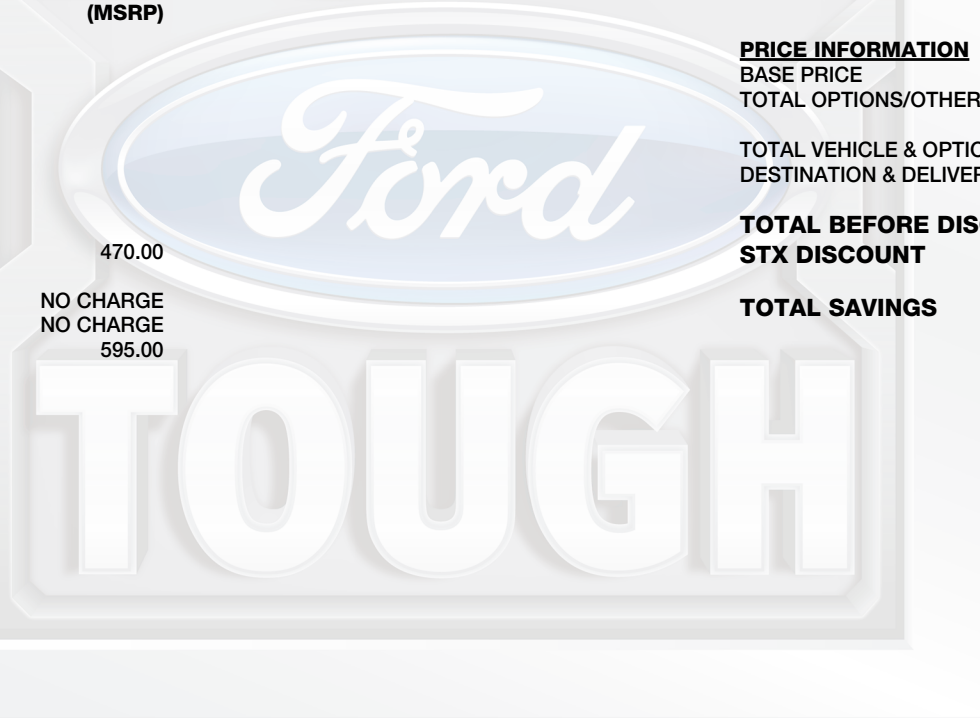 (MSRP)
470.00
NO CHARGE
NO CHARGE
595.00
PRICE INFORMATION
BASE PRICE
TOTAL OPTIONS/OTHER
TOTAL VEHICLE & OPTIO
DESTINATION & DELIVER
TOTAL BEFORE DIS
STX DISCOUNT
TOTAL SAVINGS
Ford
TOUGH